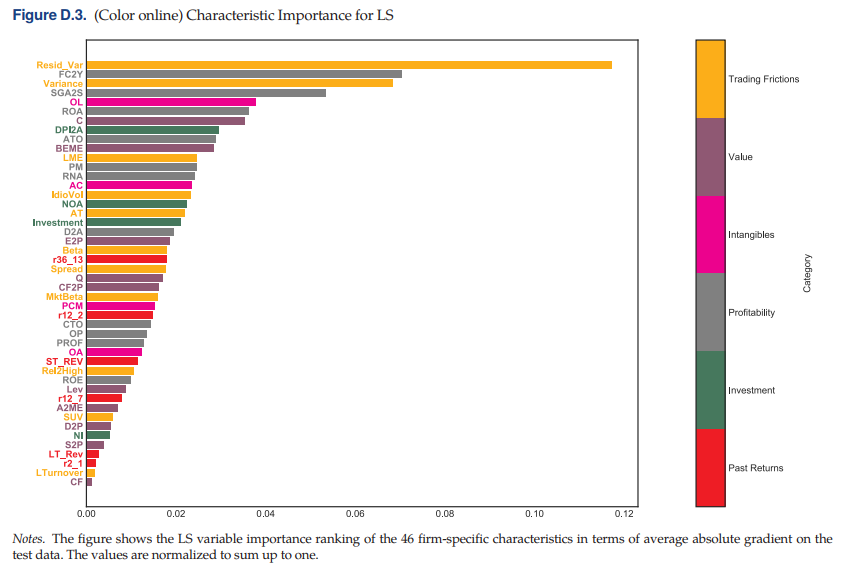 Figure D.3. (Color online) Characteristic Importance for LS
Resid_Var
FC2Y
Variance
SGA2S
OL
ROA
C
DPI2A
ATO
BEME
LME
PM
RNA
AC
IdioVol
NOA
AT
Investment
D2A
E2P
Beta
r36_13
Spread
Q
CF2P
MktBeta
PCM
r12_2
CTO
OP
PROF
OA
ST_REV
Rel2High
ROE
Lev
r12_7
A2ME
SUV
D2P
NI
S2P
LT_Rev
r2_1
LTurnover
CF
0.00 0.02 0.04 0.06 0.08 0.10 0.12
Trading Frictions
Value
Intangibles
Profitability
Investment
Past Returns
Category
Notes. The figure shows the LS variable importance ranking of the 46 firm-specific characteristics in terms of average absolute gradient on the
test data. The values are normalized to sum up to one.